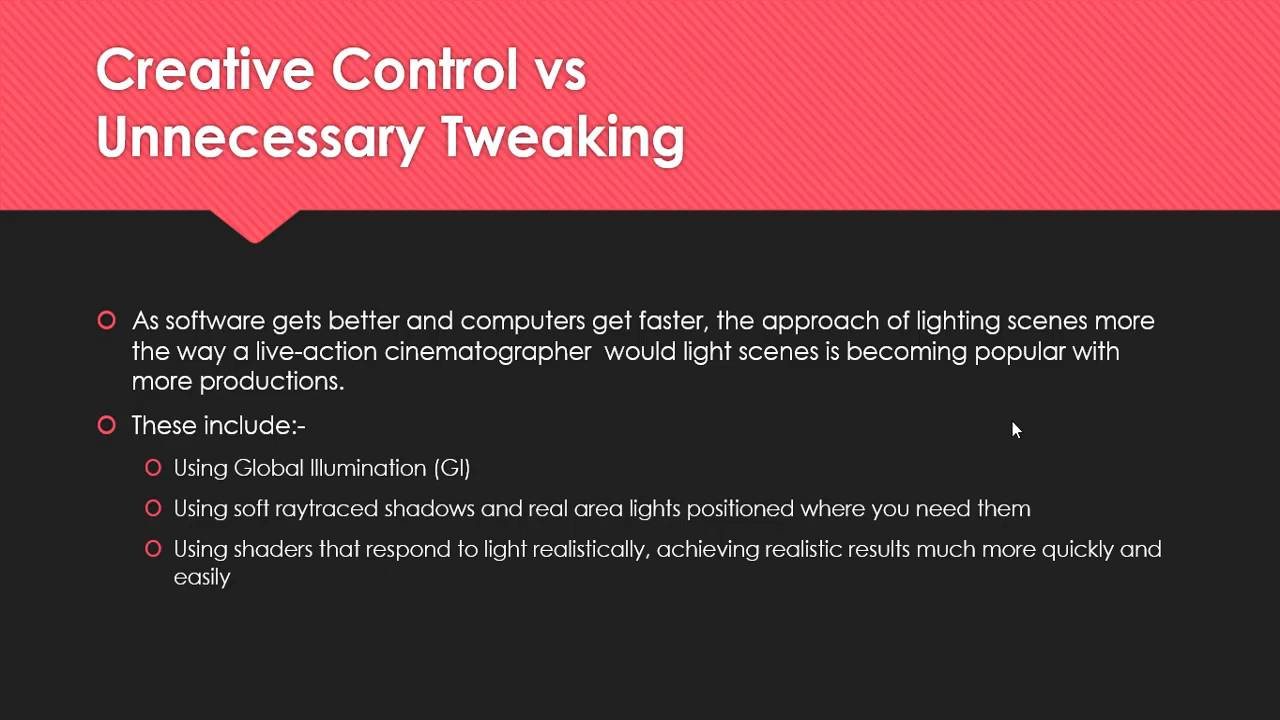 Creative Control vs
Unnecessary Tweaking
As software gets better and computers get faster, the approach of lighting scenes more
the way a live-action cinematographer would light scenes is becoming popular with
more productions.
These include:-
Using Global Illumination (GI)
Using soft raytraced shadows and real area lights positioned where you need them
Using shaders that respond to light realistically, achieving realistic results much more quickly and
easily